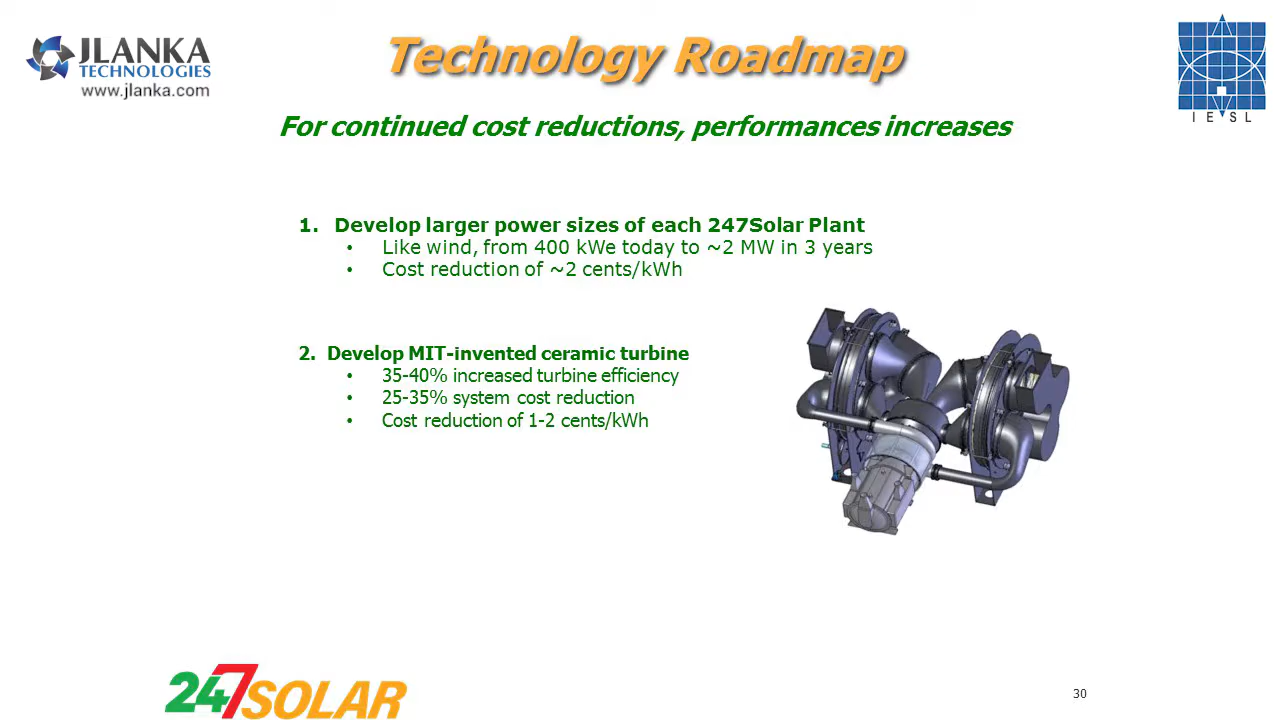 JLANKA
TECHNOLOGIES
www.jlanka.com
Technology Roadmap
I E S L
For continued cost reductions, performances increases
1. Develop larger power sizes of each 247Solar Plant
• Like wind, from 400 kWe today to ~2 MW in 3 years
• Cost reduction of ~2 cents/kWh
2. Develop MIT-invented ceramic turbine
• 35-40% increased turbine efficiency
• 25-35% system cost reduction
• Cost reduction of 1-2 cents/kWh
247SOLAR
30